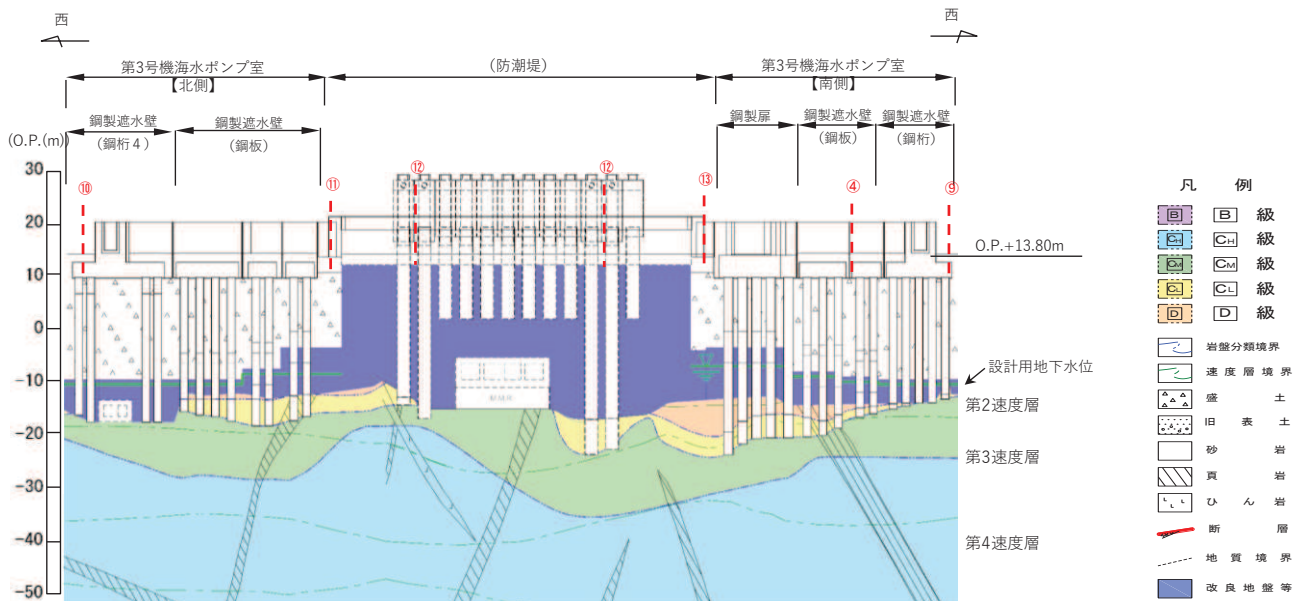 西
西
第3号機海水ポンプ室
【北側】
(防潮堤)
第3号機海水ポンプ室
【南側】
鋼製遮水壁
(鋼桁4)
鋼製遮水壁
(鋼板)
鋼製扉
鋼製遮水壁
(鋼板)
鋼製遮水壁
(鋼桁)
(O.P.(m))
30
20
10
0
-10
-20
-30
-40
-50
⑩
⑪
⑫
⑫
⑬
④
⑨
O.P.+13.80m
設計用地下水位
第2速度層
第3速度層
第4速度層
凡例
B B 級
CH CH 級
CM CM 級
CL CL 級
D D 級
岩盤分類境界
速度層境界
盛土
旧表土
砂岩
頁岩
ひん岩
断層
地質境界
改良地盤等